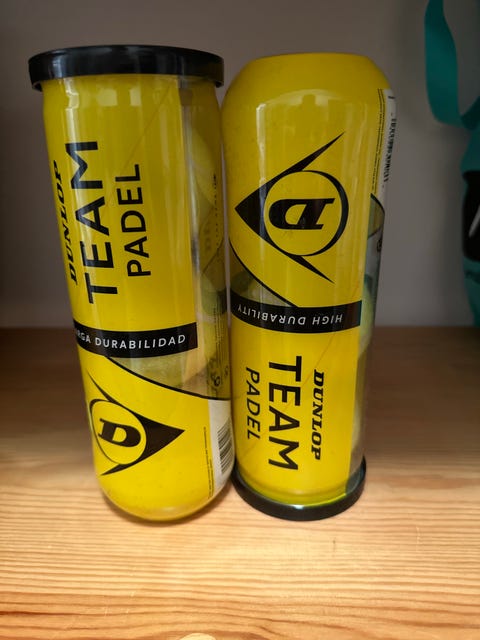 DUNLOP
TEAM
PADEL
RGA DURABILIDAD
D
D
HIGH DURABILITY
DUNLOP
TEAM
PADEL